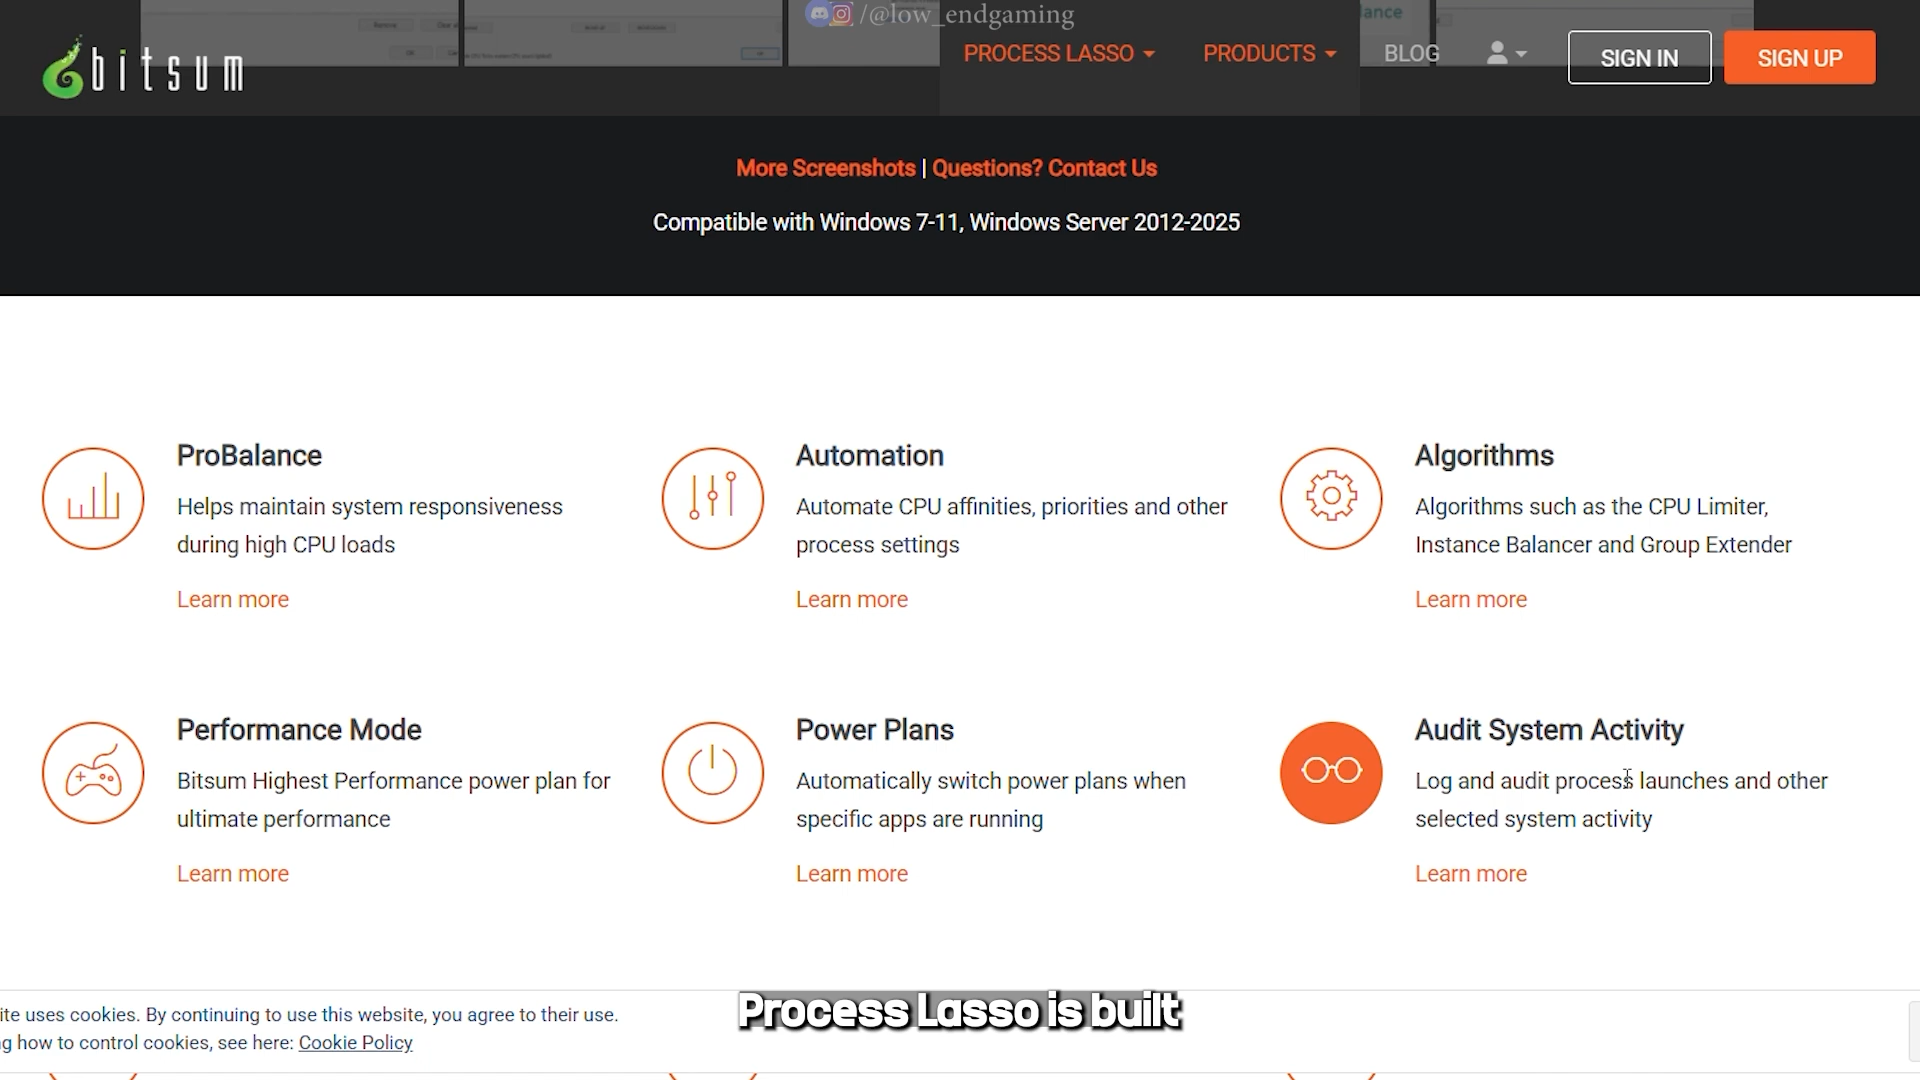 /@low_endgaming
bitsum
PROCESS LASSO
PRODUCTS
BLOG
SIGN IN
SIGN UP
More Screenshots | Questions? Contact Us
Compatible with Windows 7-11, Windows Server 2012-2025
ProBalance
Helps maintain system responsiveness
during high CPU loads
Learn more
Automation
Automate CPU affinities, priorities and other
process settings
Learn more
Algorithms
Algorithms such as the CPU Limiter,
Instance Balancer and Group Extender
Learn more
Performance Mode
Bitsum Highest Performance power plan for
ultimate performance
Learn more
Power Plans
Automatically switch power plans when
specific apps are running
Learn more
Audit System Activity
Log and audit process launches and other
selected system activity
Learn more
ite uses cookies. By continuing to use this website, you agree to their use.
g how to control cookies, see here: Cookie Policy
Process Lasso is built